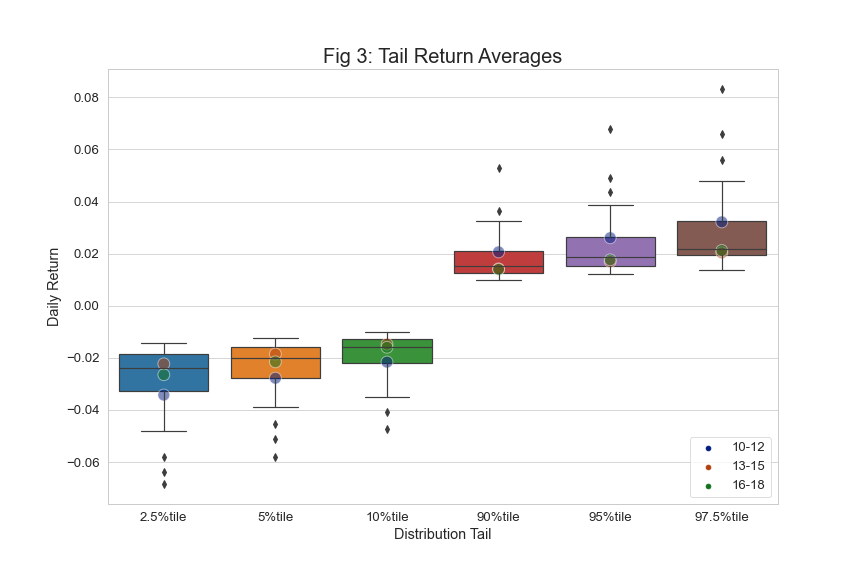 Fig 3: Tail Return Averages
Daily Return
0.08
0.06
0.04
0.02
0.00
−0.02
−0.04
−0.06
10-12
13-15
16-18
2.5%tile
5%tile
10%tile
90%tile
95%tile
97.5%tile
Distribution Tail